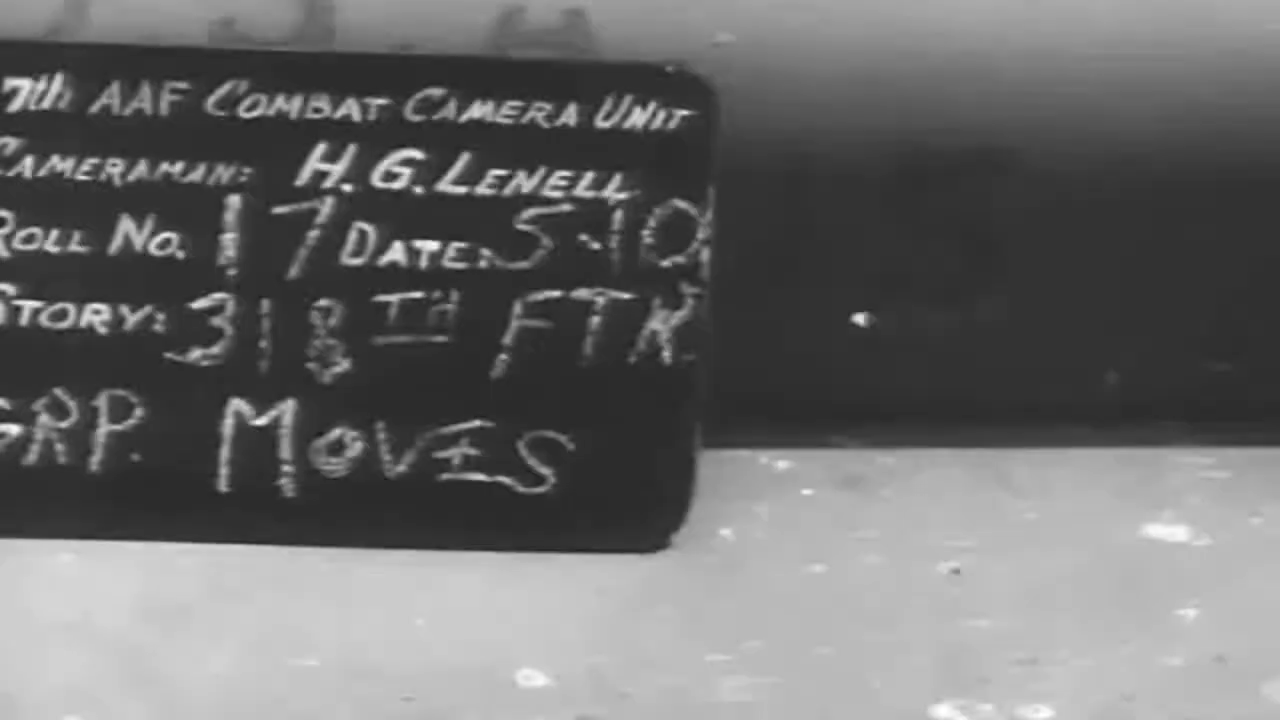 7th AAF COMBAT CAMERA UNIT
CAMERAMAN: H.G. LENELL
ROLL No. 17 DATE: 5-10
STORY: 318TH FTR
GRP. MOVES